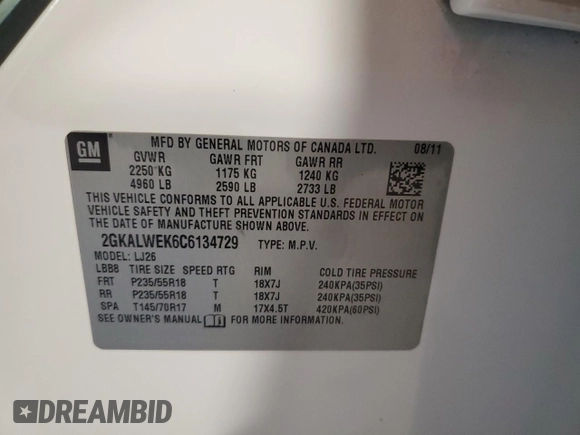 GM
MFD BY GENERAL MOTORS OF CANADA LTD. 08/11
GVWR GAWR FRT GAWR RR
2250 KG 1175 KG 1240 KG
4960 LB 2590 LB 2733 LB
THIS VEHICLE CONFORMS TO ALL APPLICABLE U.S. FEDERAL MOTOR
VEHICLE SAFETY AND THEFT PREVENTION STANDARDS IN EFFECT ON
THE DATE OF MANUFACTURE SHOWN ABOVE.
2GKALWEK6C6134729 TYPE: M.P.V.
MODEL: LJ26
LBB8 TIRE SIZE SPEED RTG RIM COLD TIRE PRESSURE
FRT P235/55R18 T 18X7J 240KPA(35PSI)
RR P235/55R18 T 18X7J 240KPA(35PSI)
SPA T145/70R17 M 17X4.5T 420KPA(60PSI)
SEE OWNER'S MANUAL FOR MORE INFORMATION
DREAMBID